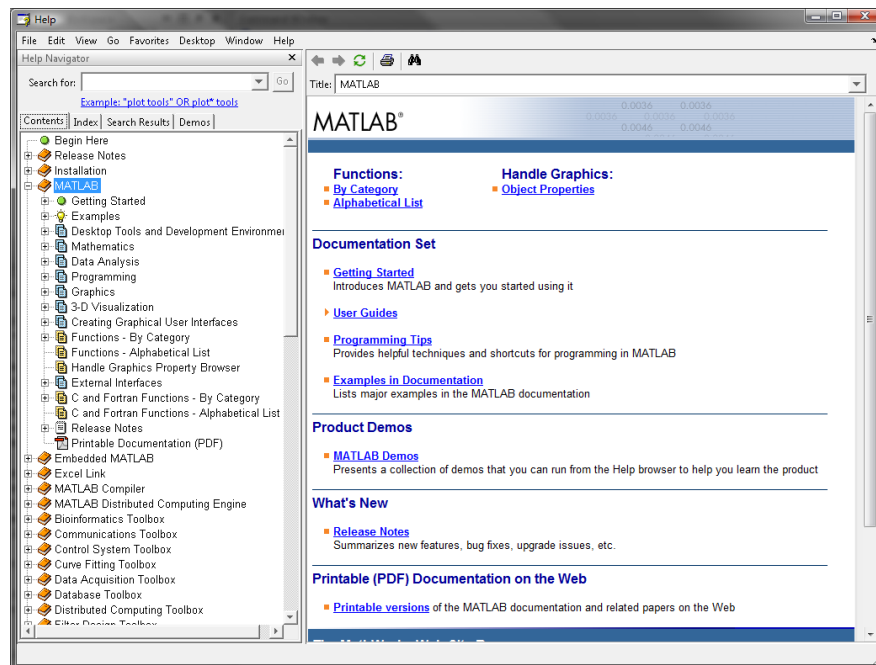 Help
File Edit View Go Favorites Desktop Window Help
Help Navigator
Search for:
Go
Example: "plot tools" OR plot* tools
Contents Index Search Results Demos
Begin Here
Release Notes
Installation
MATLAB
Getting Started
Examples
Desktop Tools and Development Environmer
Mathematics
Data Analysis
Programming
Graphics
3-D Visualization
Creating Graphical User Interfaces
Functions - By Category
Functions - Alphabetical List
Handle Graphics Property Browser
External Interfaces
C and Fortran Functions - By Category
C and Fortran Functions - Alphabetical List
Release Notes
Printable Documentation (PDF)
Embedded MATLAB
Excel Link
MATLAB Compiler
MATLAB Distributed Computing Engine
Bioinformatics Toolbox
Communications Toolbox
Control System Toolbox
Curve Fitting Toolbox
Data Acquisition Toolbox
Database Toolbox
Distributed Computing Toolbox
Filter Design Toolbox
Title: MATLAB
MATLAB®
0.0036 0.0036
0.0036 0.0036 0.0036
0.0046 0.0046
Functions:
By Category
Alphabetical List
Handle Graphics:
Object Properties
Documentation Set
Getting Started
Introduces MATLAB and gets you started using it
User Guides
Programming Tips
Provides helpful techniques and shortcuts for programming in MATLAB
Examples in Documentation
Lists major examples in the MATLAB documentation
Product Demos
MATLAB Demos
Presents a collection of demos that you can run from the Help browser to help you learn the product
What's New
Release Notes
Summarizes new features, bug fixes, upgrade issues, etc.
Printable (PDF) Documentation on the Web
Printable versions of the MATLAB documentation and related papers on the Web